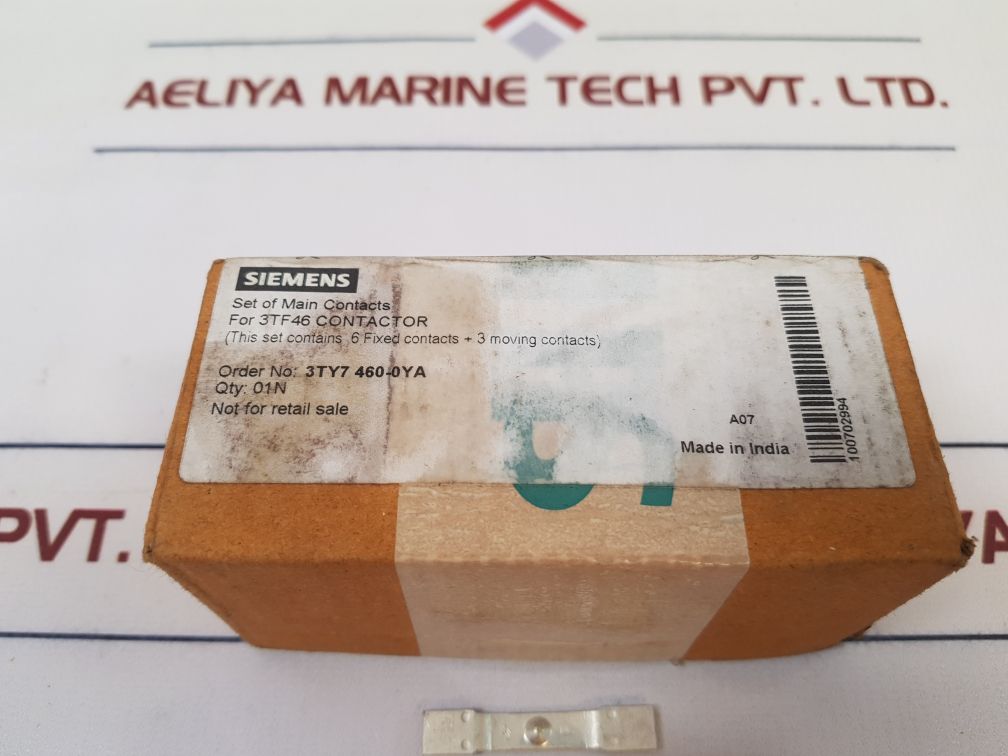 AELIYA MARINE TECH PVT. LTD.
SIEMENS
Set of Main Contacts
For 3TF46 CONTACTOR
(This set contains 6 Fixed contacts + 3 moving contacts)
Order No: 3TY7 460-0YA
Qty: 01N
Not for retail sale
A07
Made in India
100702994
PVT.
YA